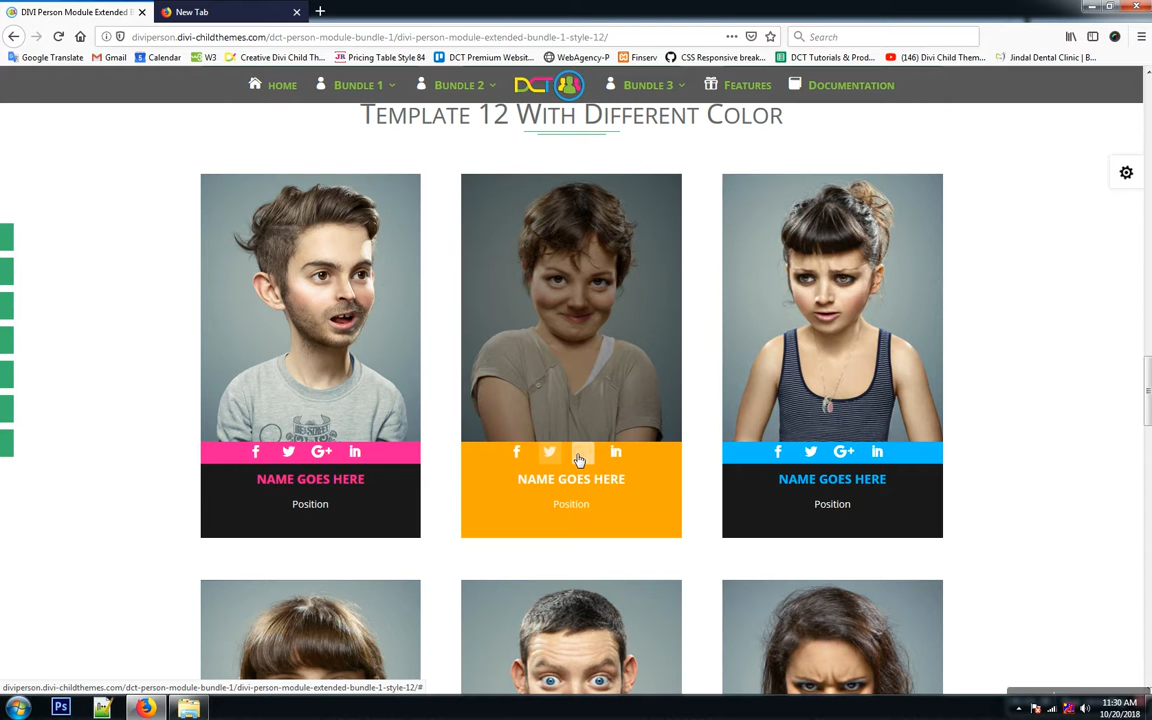 DIVI Person Module Extended B
New Tab
diviperson.divi-childthemes.com/dct-person-module-bundle-1/divi-person-module-extended-bundle-1-style-12/
Search
Google Translate Gmail Calendar W3 Creative Divi Child Th... Pricing Table Style 84 DCT Premium Websit... WebAgency-P Finserv CSS Responsive break... DCT Tutorials & Prod... (146) Divi Child Them... Jindal Dental Clinic | B...
HOME BUNDLE 1 BUNDLE 2 DCT BUNDLE 3 FEATURES DOCUMENTATION
TEMPLATE 12 WITH DIFFERENT COLOR
f G+ in f in f G+ in
NAME GOES HERE NAME GOES HERE NAME GOES HERE
Position Position Position
diviperson.divi-childthemes.com/dct-person-module-bundle-1/divi-person-module-extended-bundle-1-style-12/#
Ps
11:30 AM
10/20/2018